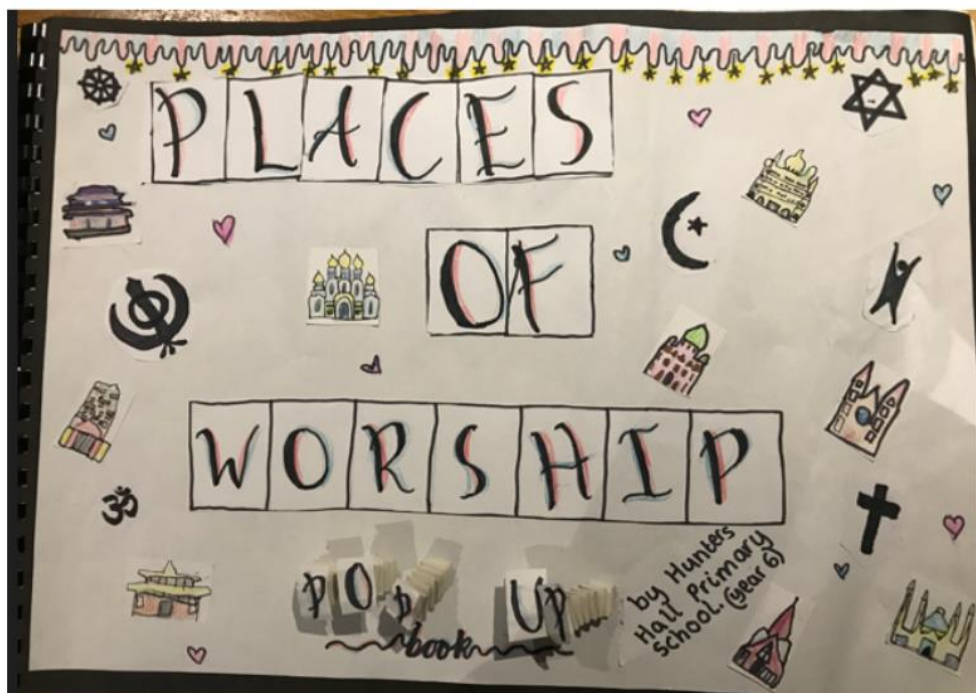 PLACES
OF
WORSHIP
POP UP
book
by Hunters
Hall Primary
School. (year 6)
ॐ